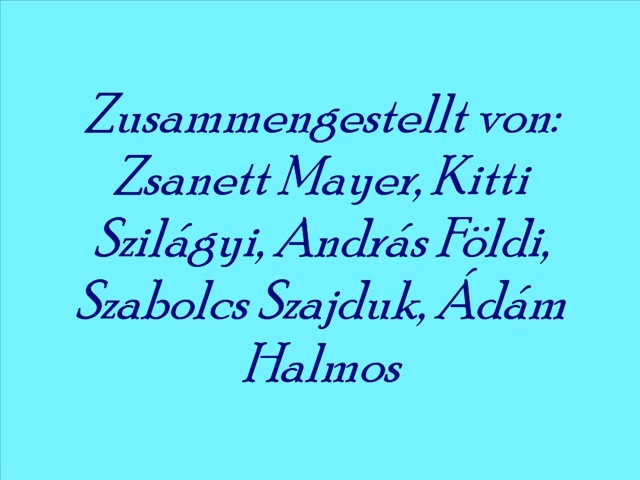 Zusammengestellt von:
Zsanett Mayer, Kitti
Szilágyi, András Földi,
Szabolcs Szajduk, Ádám
Halmos